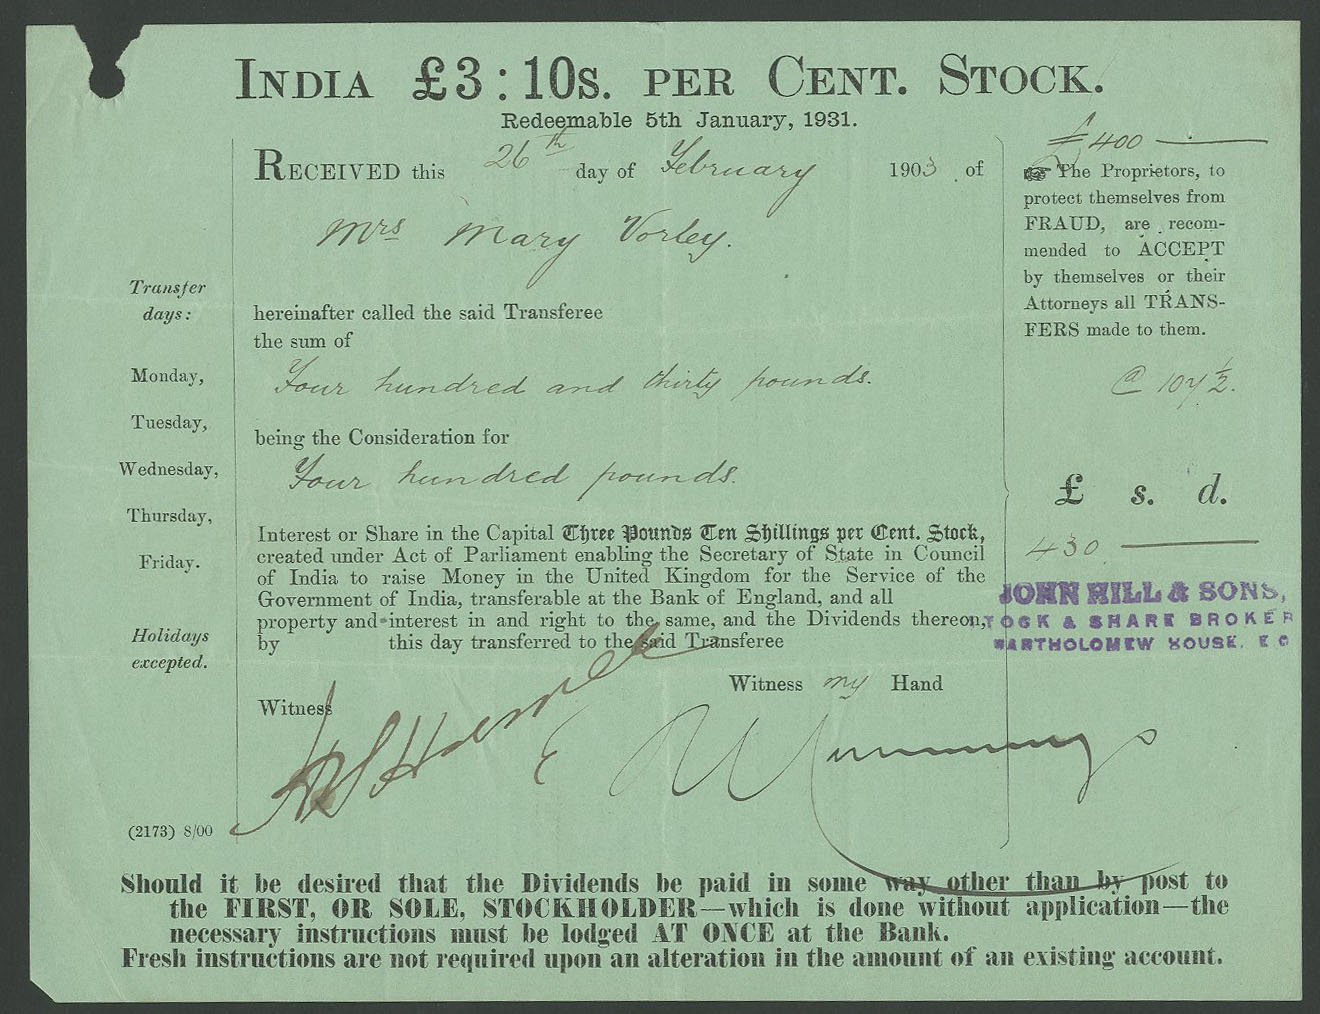 INDIA £3:10s. PER CENT. STOCK.
Redeemable 5th January, 1931.
£400
RECEIVED this 26th day of February 1903 of
Mrs Mary Vorley.
☞ The Proprietors, to
protect themselves from
FRAUD, are recom-
mended to ACCEPT
by themselves or their
Attorneys all TRANS-
FERS made to them.
Transfer
days:
Monday,
Tuesday,
Wednesday,
Thursday,
Friday.
Holidays
excepted.
hereinafter called the said Transferee
the sum of
Four hundred and thirty pounds.
@ 107½.
being the Consideration for
Four hundred pounds.
£ s. d.
430
Interest or Share in the Capital Three Pounds Ten Shillings per Cent. Stock,
created under Act of Parliament enabling the Secretary of State in Council
of India to raise Money in the United Kingdom for the Service of the
Government of India, transferable at the Bank of England, and all
property and interest in and right to the same, and the Dividends thereon,
by this day transferred to the said Transferee
JOHN HILL & SONS,
STOCK & SHARE BROKER
BARTHOLOMEW HOUSE. E C
Witness my Hand
Witness
(2173) 8/00
Should it be desired that the Dividends be paid in some way other than by post to
the FIRST, OR SOLE, STOCKHOLDER—which is done without application—the
necessary instructions must be lodged AT ONCE at the Bank.
Fresh instructions are not required upon an alteration in the amount of an existing account.